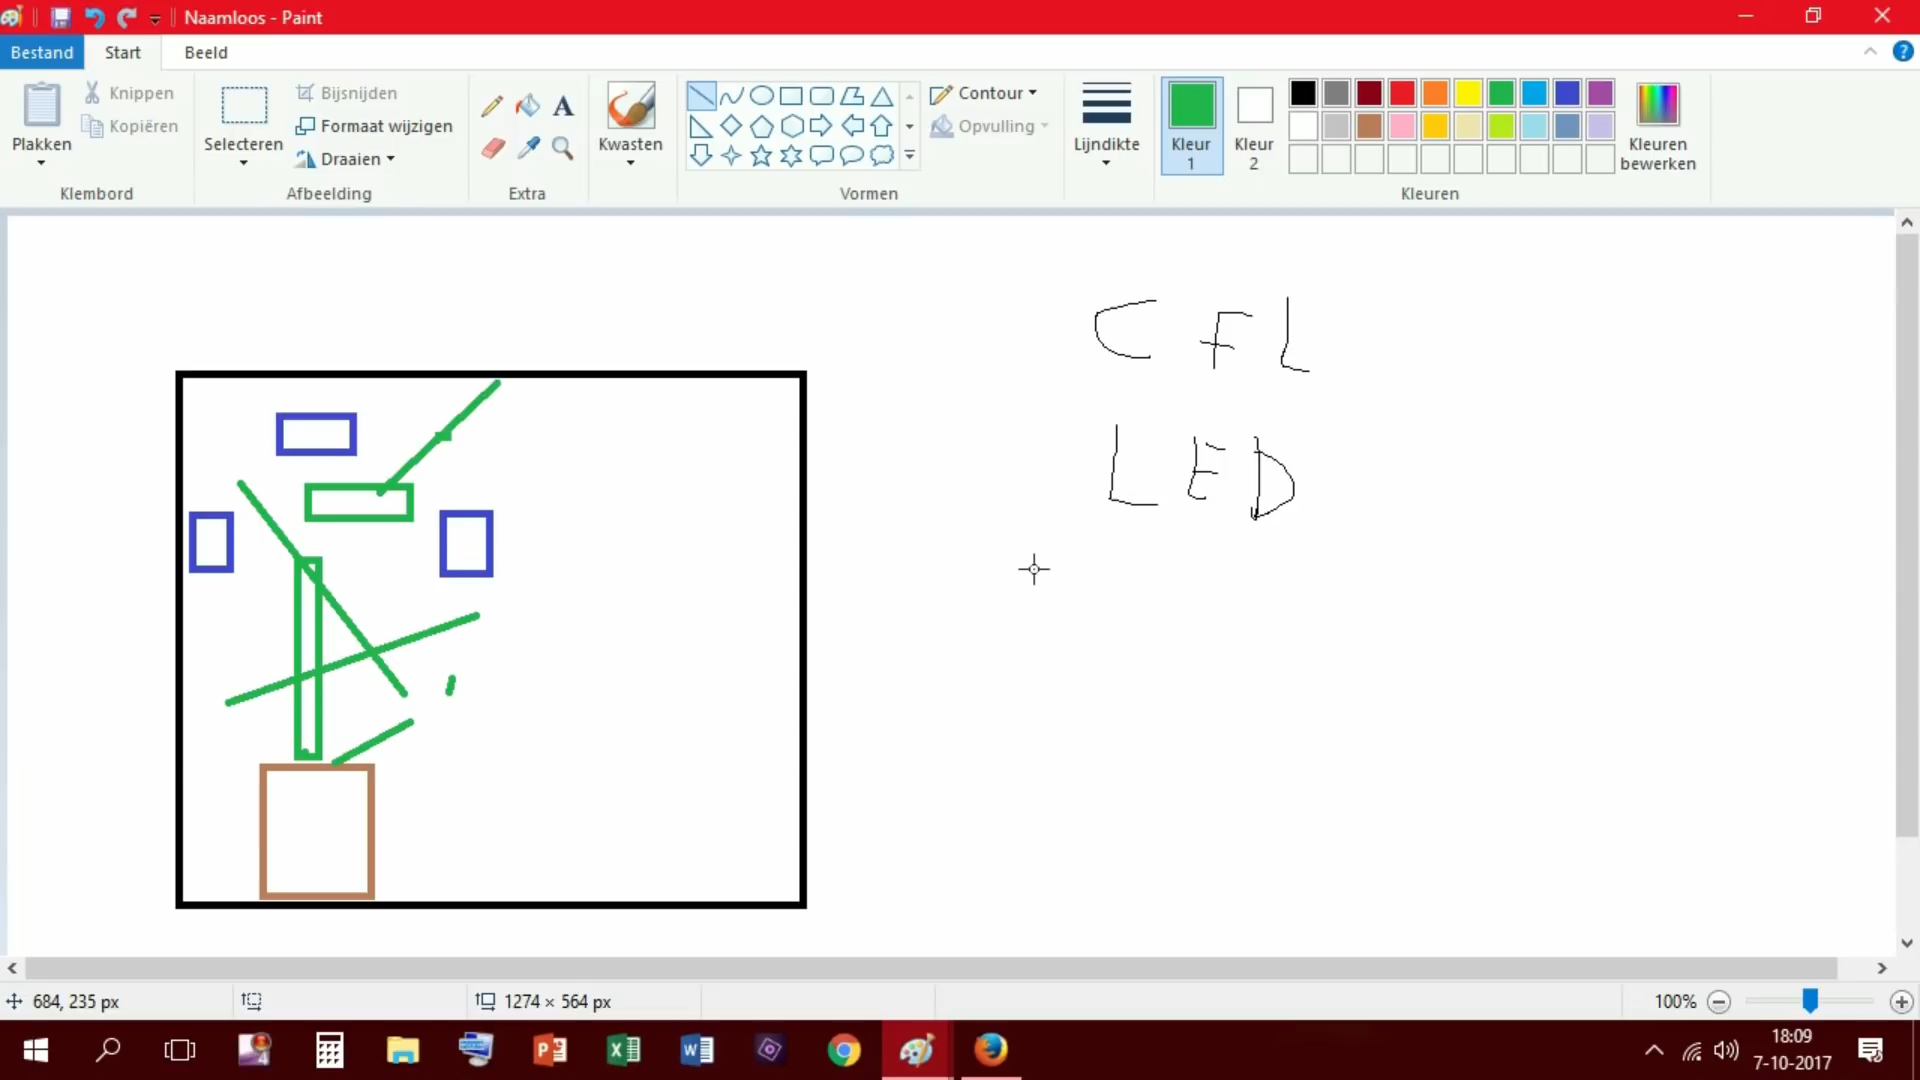 Naamloos - Paint
Bestand Start Beeld
Plakken
Knippen
Kopiëren
Klembord
Selecteren
Bijsnijden
Formaat wijzigen
Draaien
Afbeelding
A
Extra
Kwasten
Contour
Opvulling
Vormen
Lijndikte
Kleur 1
Kleur 2
Kleuren bewerken
Kleuren
CFL
LED
684, 235 px
1274 × 564 px
100%
18:09
7-10-2017